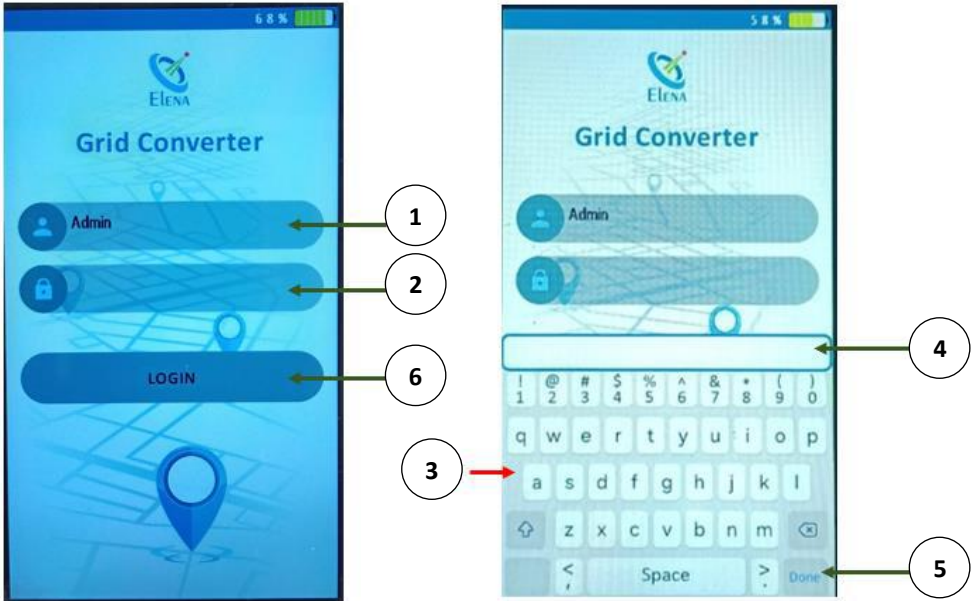 68%
ELENA
Grid Converter
Admin
LOGIN
1
2
6
58%
ELENA
Grid Converter
Admin
! @ # $ % ^ & * ( )
1 2 3 4 5 6 7 8 9 0
q w e r t y u i o p
a s d f g h j k l
z x c v b n m
< Space >
, . Done
3
4
5